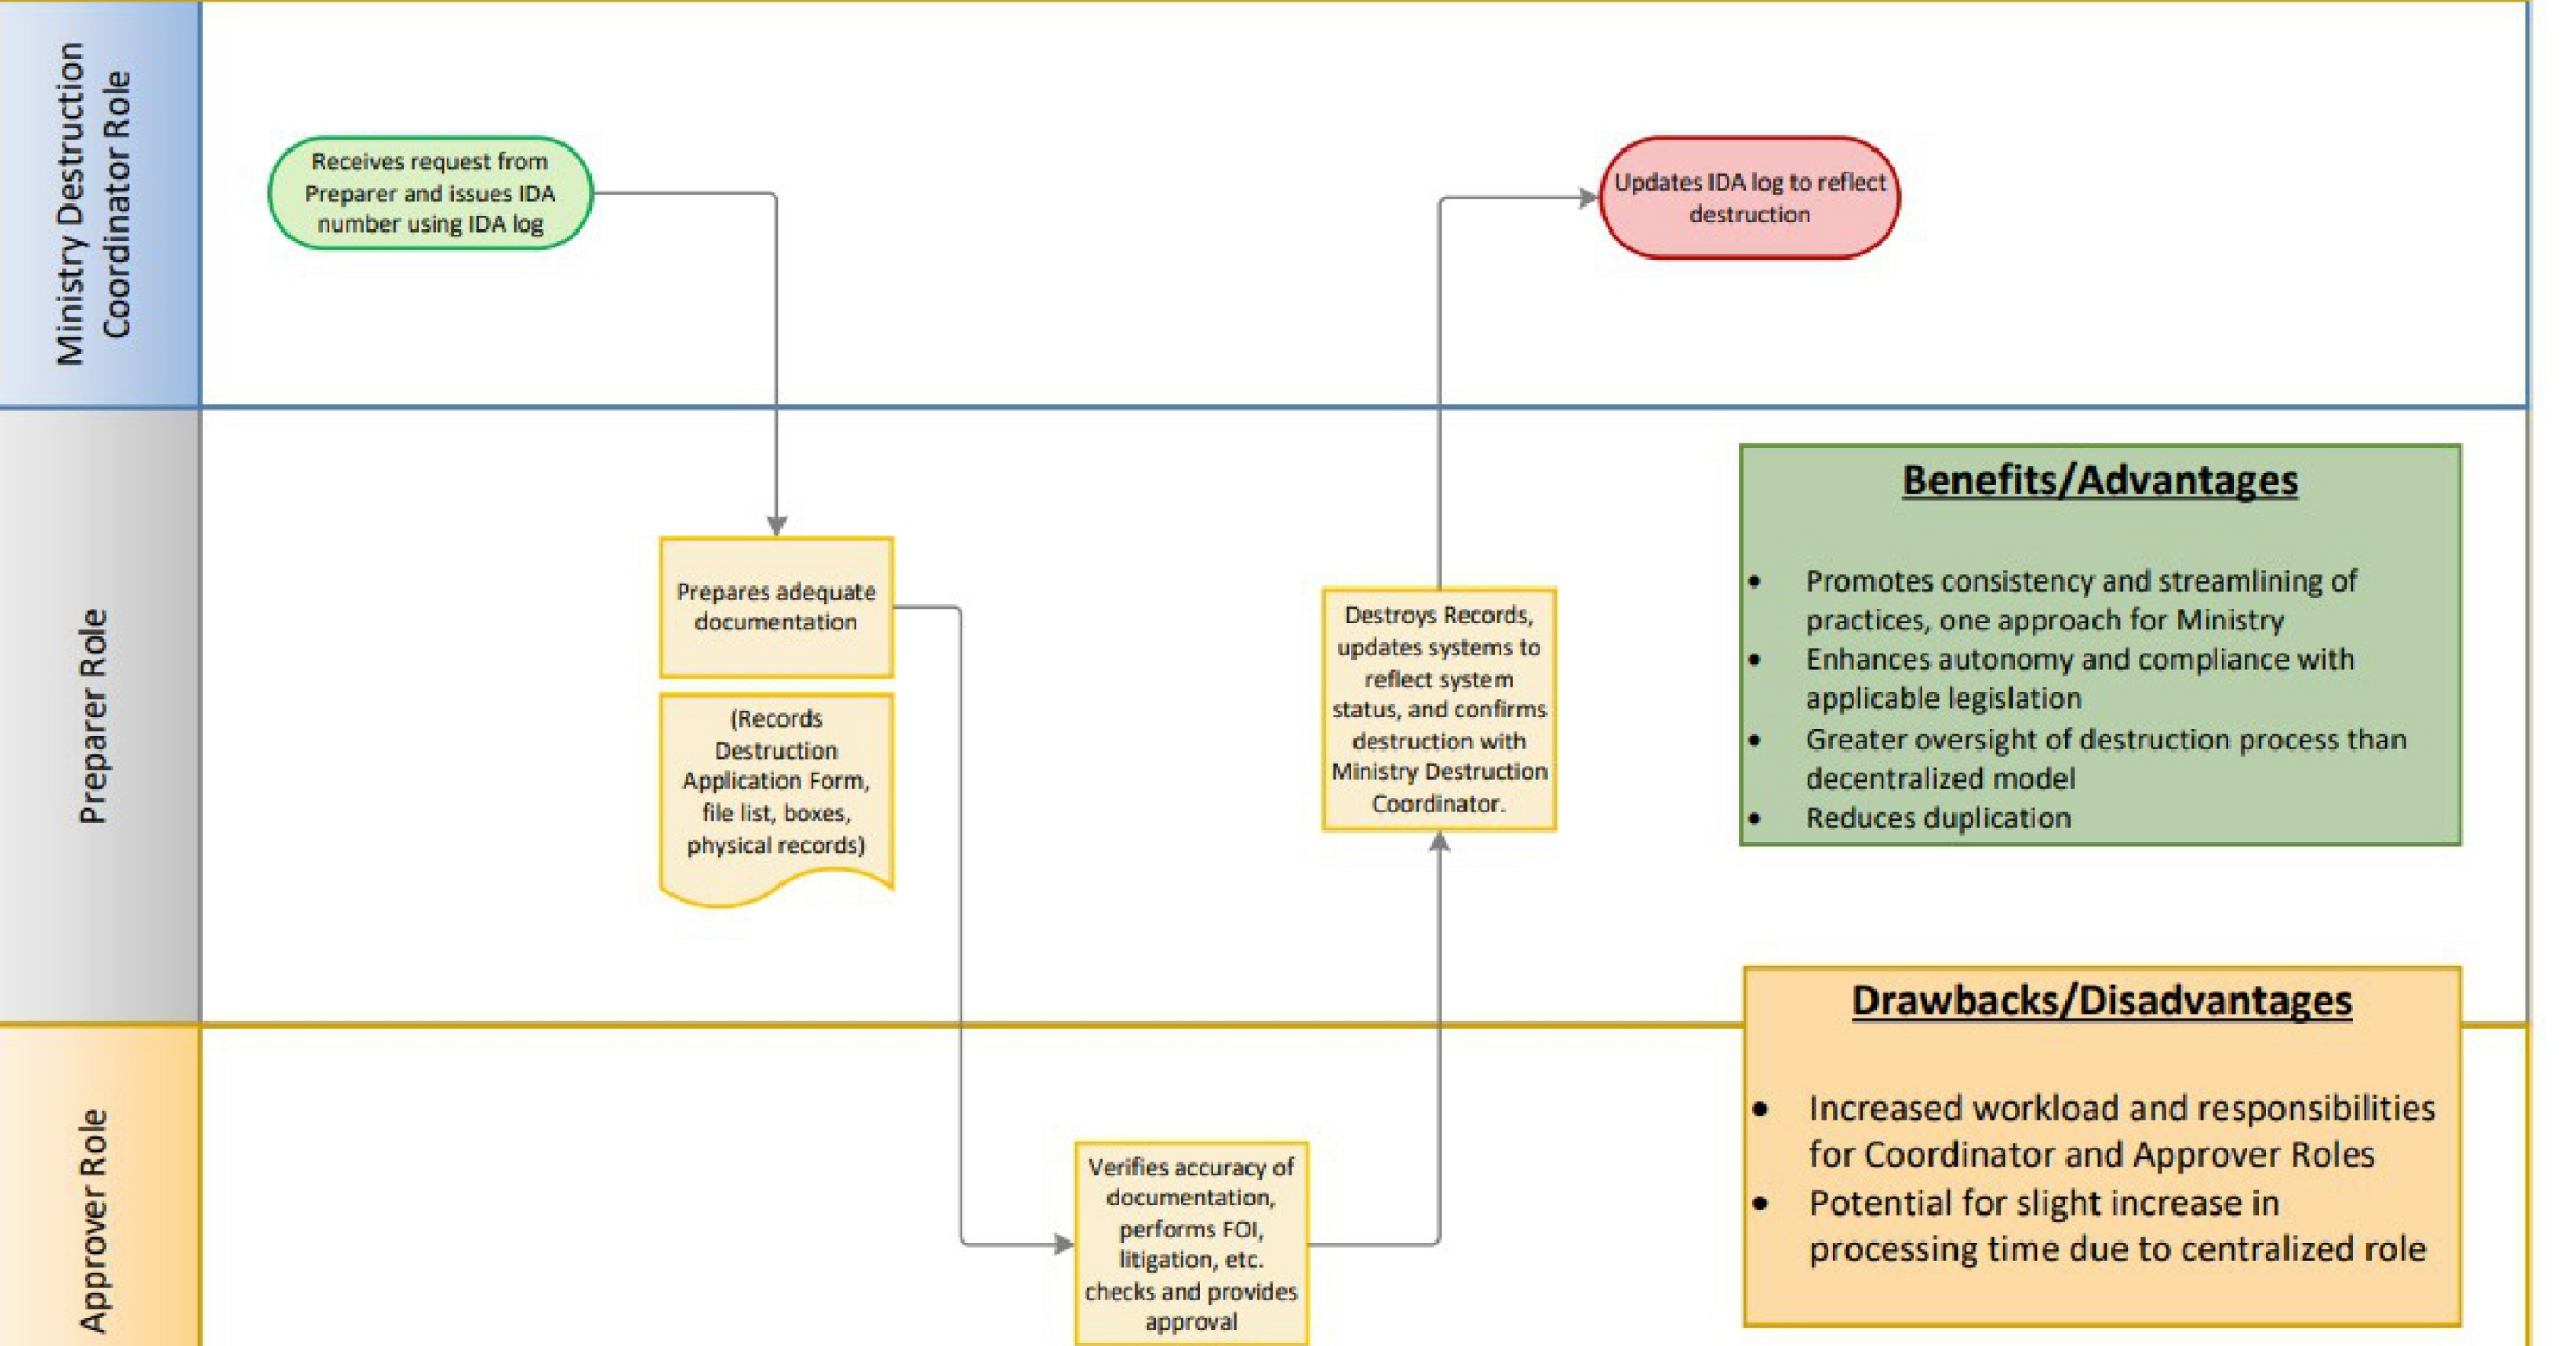 Ministry Destruction
Coordinator Role
Receives request from
Preparer and issues IDA
number using IDA log
Updates IDA log to reflect
destruction
Preparer Role
Prepares adequate
documentation
(Records
Destruction
Application Form,
file list, boxes,
physical records)
Destroys Records,
updates systems to
reflect system
status, and confirms
destruction with
Ministry Destruction
Coordinator.
Benefits/Advantages
• Promotes consistency and streamlining of
practices, one approach for Ministry
• Enhances autonomy and compliance with
applicable legislation
• Greater oversight of destruction process than
decentralized model
• Reduces duplication
Approver Role
Verifies accuracy of
documentation,
performs FOI,
litigation, etc.
checks and provides
approval
Drawbacks/Disadvantages
• Increased workload and responsibilities
for Coordinator and Approver Roles
• Potential for slight increase in
processing time due to centralized role